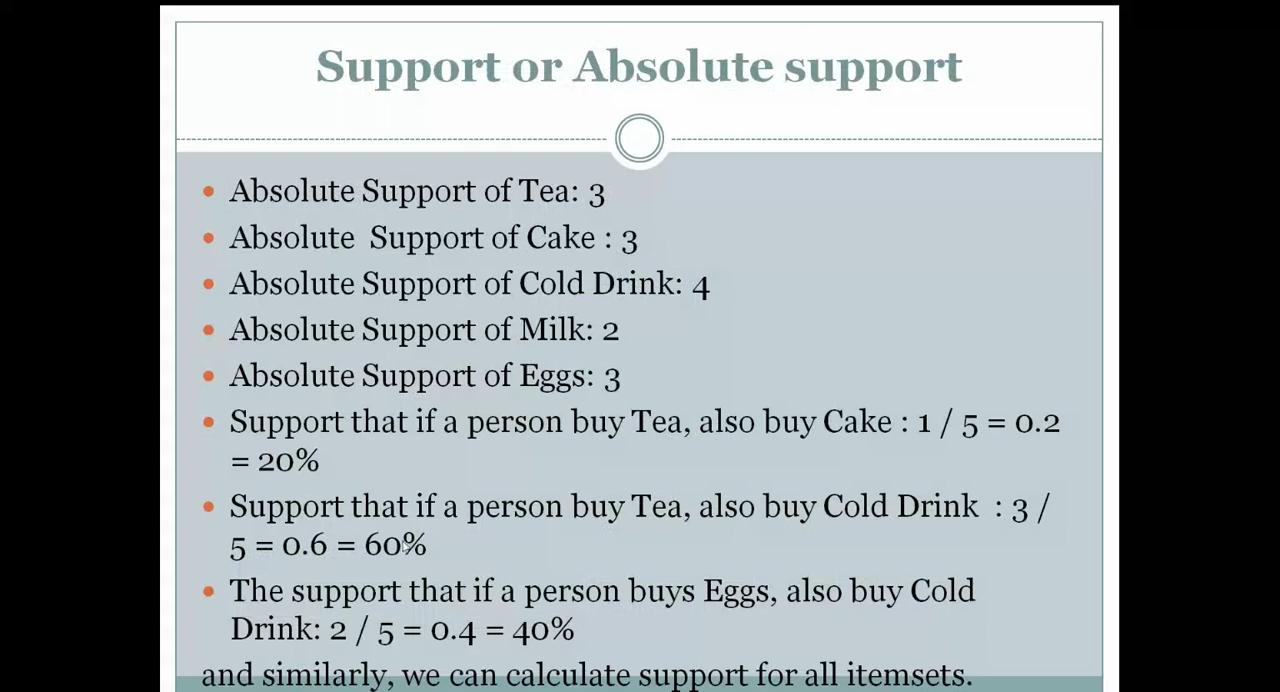 Support or Absolute support
• Absolute Support of Tea: 3
• Absolute  Support of Cake : 3
• Absolute Support of Cold Drink: 4
• Absolute Support of Milk: 2
• Absolute Support of Eggs: 3
• Support that if a person buy Tea, also buy Cake : 1 / 5 = 0.2
= 20%
• Support that if a person buy Tea, also buy Cold Drink  : 3 /
5 = 0.6 = 60%
• The support that if a person buys Eggs, also buy Cold
Drink: 2 / 5 = 0.4 = 40%
and similarly, we can calculate support for all itemsets.